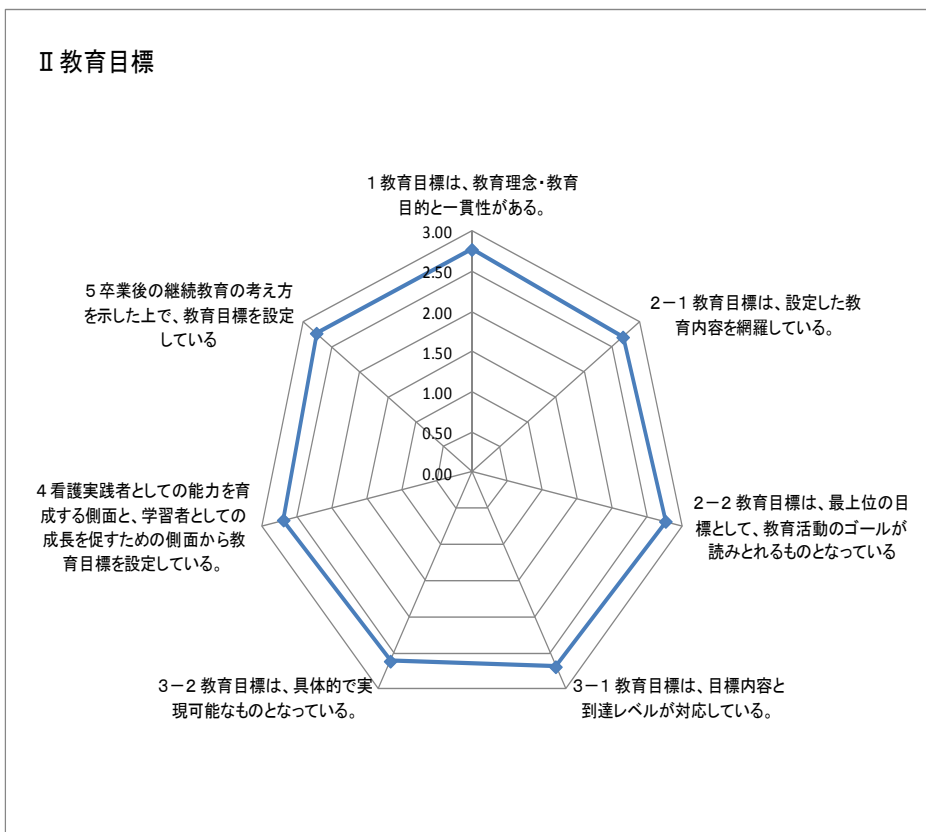 Ⅱ 教育目標
1 教育目標は、教育理念・教育
目的と一貫性がある。
2－1 教育目標は、設定した教
育内容を網羅している。
2－2 教育目標は、最上位の目
標として、教育活動のゴールが
読みとれるものとなっている
3－1 教育目標は、目標内容と
到達レベルが対応している。
3－2 教育目標は、具体的で実
現可能なものとなっている。
4 看護実践者としての能力を育
成する側面と、学習者としての
成長を促すための側面から教
育目標を設定している。
5 卒業後の継続教育の考え方
を示した上で、教育目標を設定
している
3.00
2.50
2.00
1.50
1.00
0.50
0.00